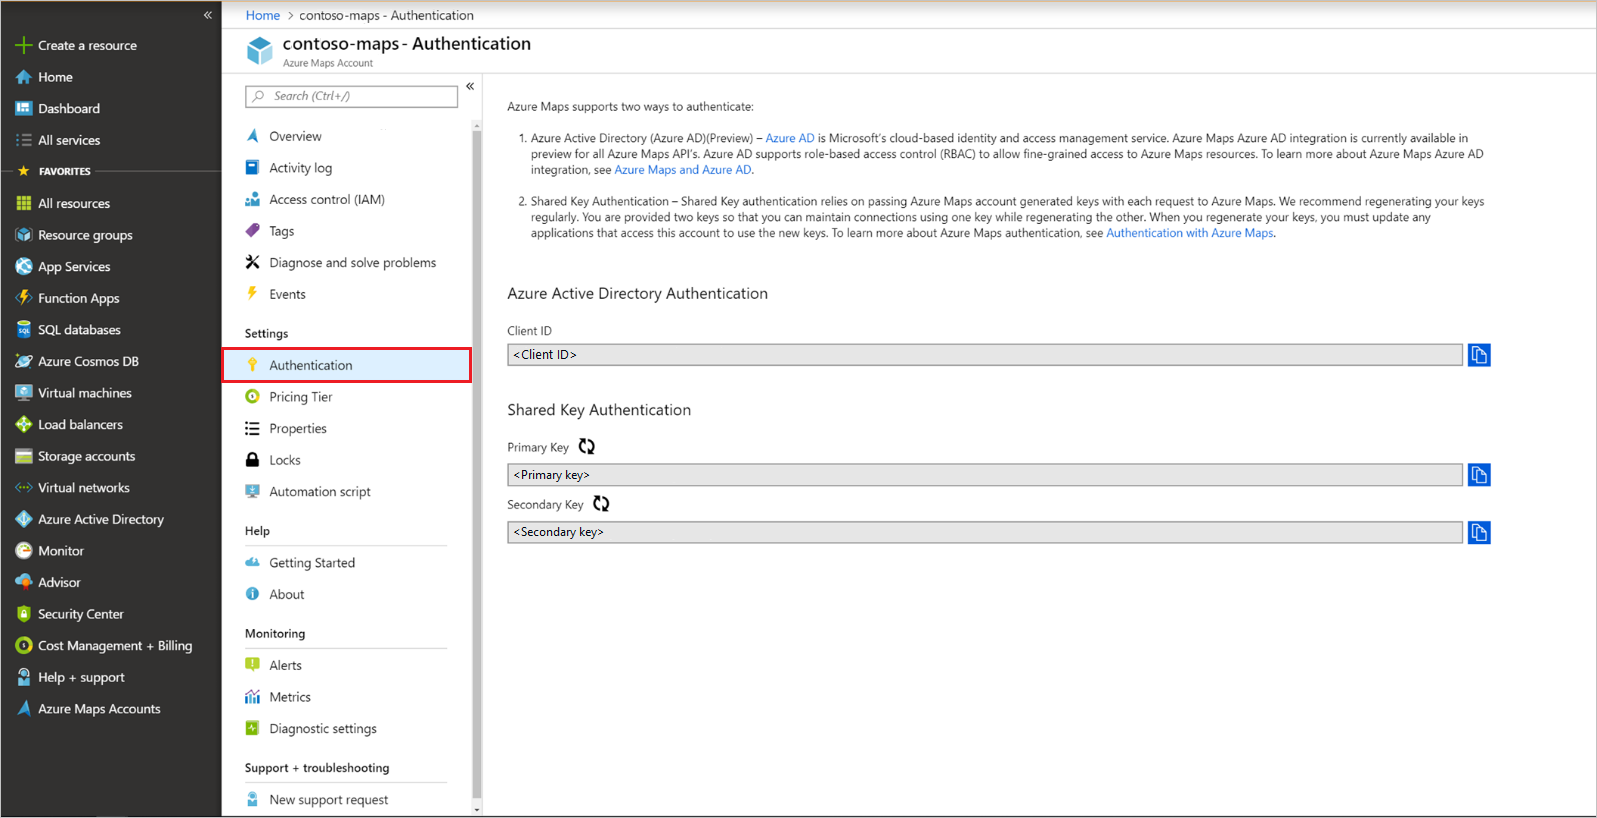 Create a resource
Home
Dashboard
All services
FAVORITES
All resources
Resource groups
App Services
Function Apps
SQL databases
Azure Cosmos DB
Virtual machines
Load balancers
Storage accounts
Virtual networks
Azure Active Directory
Monitor
Advisor
Security Center
Cost Management + Billing
Help + support
Azure Maps Accounts
Home > contoso-maps - Authentication
contoso-maps - Authentication
Azure Maps Account
Search (Ctrl+/)
Overview
Activity log
Access control (IAM)
Tags
Diagnose and solve problems
Events
Settings
Authentication
Pricing Tier
Properties
Locks
Automation script
Help
Getting Started
About
Monitoring
Alerts
Metrics
Diagnostic settings
Support + troubleshooting
New support request
Azure Maps supports two ways to authenticate:
1. Azure Active Directory (Azure AD)(Preview) – Azure AD is Microsoft's cloud-based identity and access management service. Azure Maps Azure AD integration is currently available in
preview for all Azure Maps API's. Azure AD supports role-based access control (RBAC) to allow fine-grained access to Azure Maps resources. To learn more about Azure Maps Azure AD
integration, see Azure Maps and Azure AD.
2. Shared Key Authentication – Shared Key authentication relies on passing Azure Maps account generated keys with each request to Azure Maps. We recommend regenerating your keys
regularly. You are provided two keys so that you can maintain connections using one key while regenerating the other. When you regenerate your keys, you must update any
applications that access this account to use the new keys. To learn more about Azure Maps authentication, see Authentication with Azure Maps.
Azure Active Directory Authentication
Client ID
<Client ID>
Shared Key Authentication
Primary Key
<Primary key>
Secondary Key
<Secondary key>